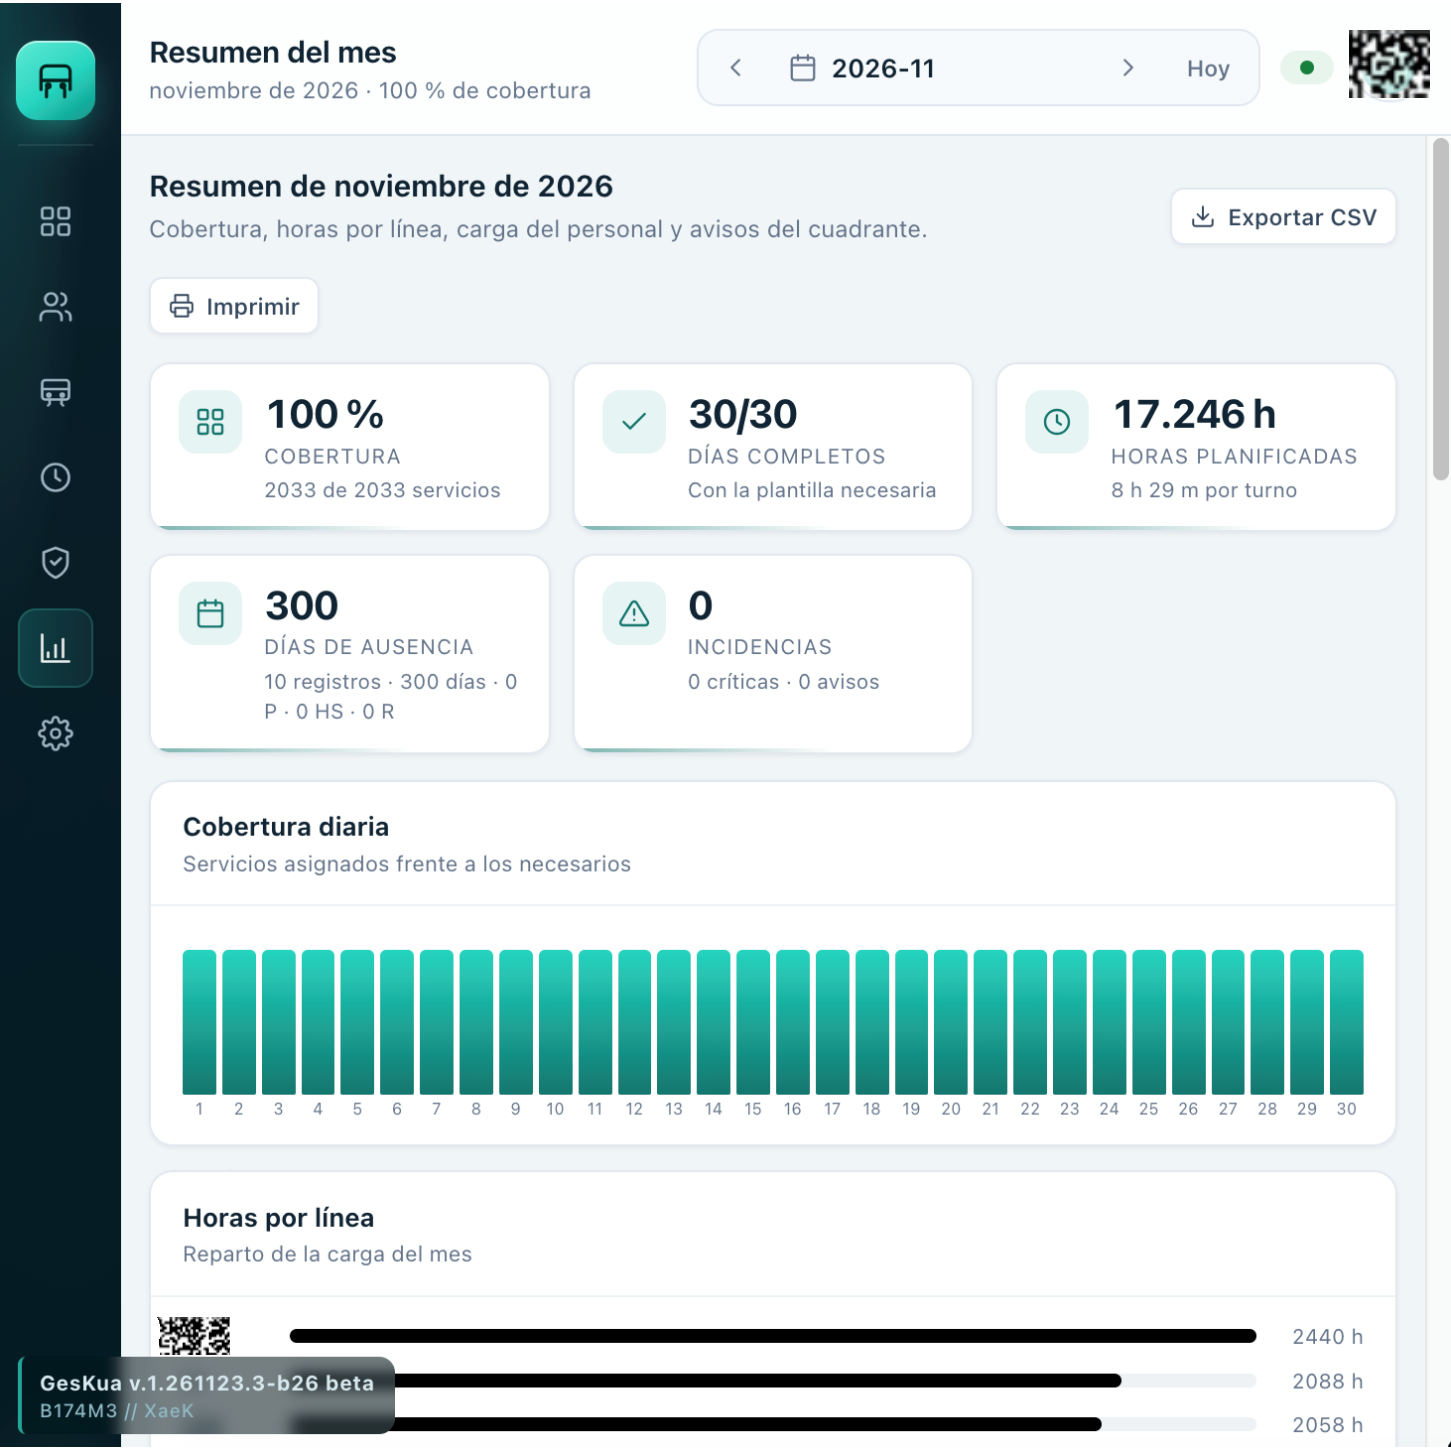 Resumen del mes
noviembre de 2026 · 100 % de cobertura
2026-11
Hoy
Resumen de noviembre de 2026
Cobertura, horas por línea, carga del personal y avisos del cuadrante.
Exportar CSV
Imprimir
100 %
COBERTURA
2033 de 2033 servicios
30/30
DÍAS COMPLETOS
Con la plantilla necesaria
17.246 h
HORAS PLANIFICADAS
8 h 29 m por turno
300
DÍAS DE AUSENCIA
10 registros · 300 días · 0
P · 0 HS · 0 R
0
INCIDENCIAS
0 críticas · 0 avisos
Cobertura diaria
Servicios asignados frente a los necesarios
1 2 3 4 5 6 7 8 9 10 11 12 13 14 15 16 17 18 19 20 21 22 23 24 25 26 27 28 29 30
Horas por línea
Reparto de la carga del mes
2440 h
2088 h
2058 h
GesKua v.1.261123.3-b26 beta
B174M3 // XaeK